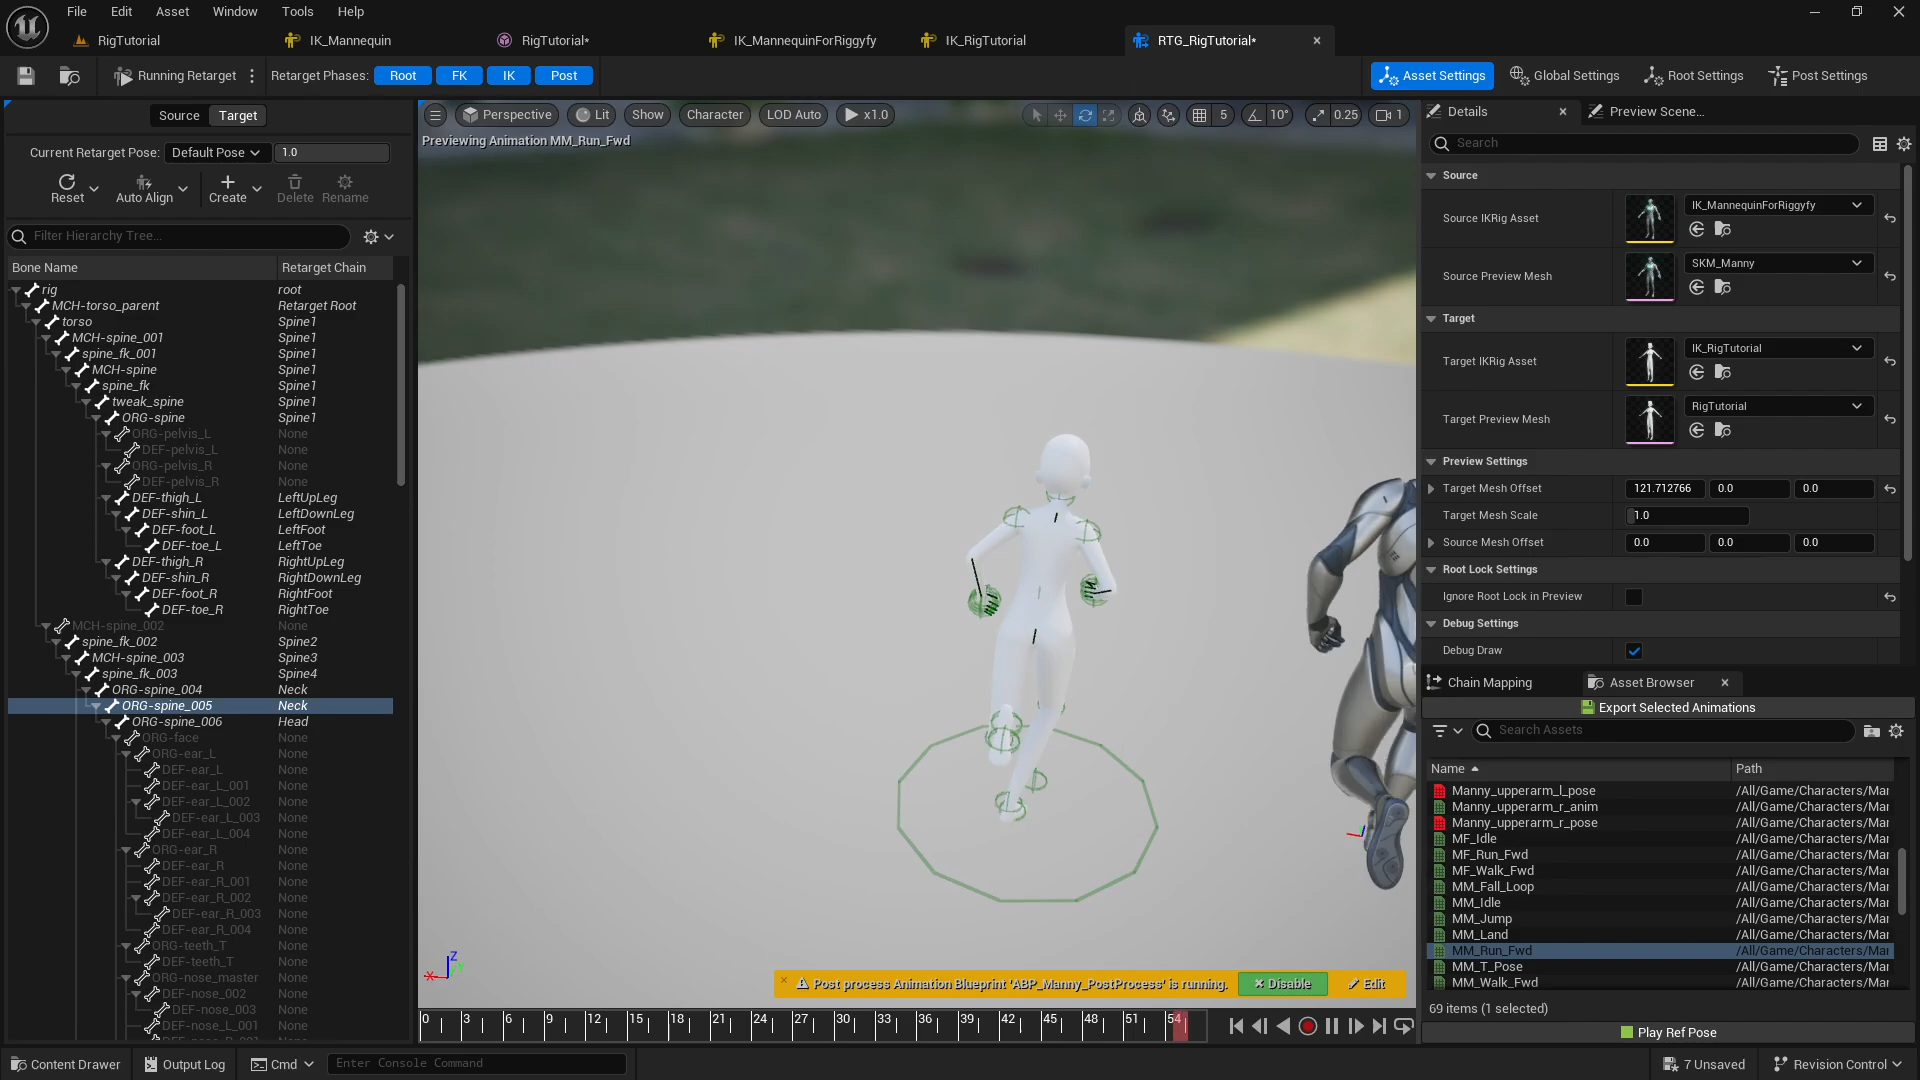 File Edit Asset Window Tools Help
RigTutorial IK_Mannequin RigTutorial* IK_MannequinForRiggyfy IK_RigTutorial RTG_RigTutorial*
Running Retarget Retarget Phases: Root FK IK Post Asset Settings Global Settings Root Settings Post Settings
Source Target
Current Retarget Pose: Default Pose 1.0
Reset Auto Align Create Delete Rename
Filter Hierarchy Tree...
Bone Name Retarget Chain
rig root
MCH-torso_parent Retarget Root
torso Spine1
MCH-spine_001 Spine1
spine_fk_001 Spine1
MCH-spine Spine1
spine_fk Spine1
tweak_spine Spine1
ORG-spine Spine1
ORG-pelvis_L None
DEF-pelvis_L None
ORG-pelvis_R None
DEF-pelvis_R None
DEF-thigh_L LeftUpLeg
DEF-shin_L LeftDownLeg
DEF-foot_L LeftFoot
DEF-toe_L LeftToe
DEF-thigh_R RightUpLeg
DEF-shin_R RightDownLeg
DEF-foot_R RightFoot
DEF-toe_R RightToe
MCH-spine_002 None
spine_fk_002 Spine2
MCH-spine_003 Spine3
spine_fk_003 Spine4
ORG-spine_004 Neck
ORG-spine_005 Neck
ORG-spine_006 Head
ORG-face None
ORG-ear_L None
DEF-ear_L None
DEF-ear_L_001 None
DEF-ear_L_002 None
DEF-ear_L_003 None
DEF-ear_L_004 None
ORG-ear_R None
DEF-ear_R None
DEF-ear_R_001 None
DEF-ear_R_002 None
DEF-ear_R_003 None
DEF-ear_R_004 None
ORG-teeth_T None
DEF-teeth_T None
ORG-nose_master None
DEF-nose_002 None
DEF-nose_003 None
DEF-nose_L_001 None
Perspective Lit Show Character LOD Auto x1.0 5 10° 0.25 1
Previewing Animation MM_Run_Fwd
Z
X Y
Post process Animation Blueprint 'ABP_Manny_PostProcess' is running. Disable Edit
0 3 6 9 12 15 18 21 24 27 30 33 36 39 42 45 48 51 54
Details Preview Scene...
Search
Source
Source IKRig Asset IK_MannequinForRiggyfy
Source Preview Mesh SKM_Manny
Target
Target IKRig Asset IK_RigTutorial
Target Preview Mesh RigTutorial
Preview Settings
Target Mesh Offset 121.712766 0.0 0.0
Target Mesh Scale 1.0
Source Mesh Offset 0.0 0.0 0.0
Root Lock Settings
Ignore Root Lock in Preview
Debug Settings
Debug Draw
Chain Mapping Asset Browser
Export Selected Animations
Search Assets
Name Path
Manny_upperarm_l_pose /All/Game/Characters/Mar
Manny_upperarm_r_anim /All/Game/Characters/Mar
Manny_upperarm_r_pose /All/Game/Characters/Mar
MF_Idle /All/Game/Characters/Mar
MF_Run_Fwd /All/Game/Characters/Mar
MF_Walk_Fwd /All/Game/Characters/Mar
MM_Fall_Loop /All/Game/Characters/Mar
MM_Idle /All/Game/Characters/Mar
MM_Jump /All/Game/Characters/Mar
MM_Land /All/Game/Characters/Mar
MM_Run_Fwd /All/Game/Characters/Mar
MM_T_Pose /All/Game/Characters/Mar
MM_Walk_Fwd /All/Game/Characters/Mar
69 items (1 selected)
Play Ref Pose
Content Drawer Output Log Cmd Enter Console Command 7 Unsaved Revision Control